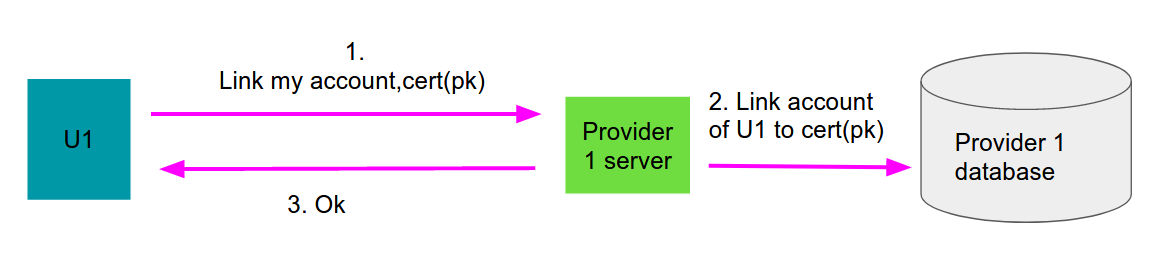 1.
Link my account,cert(pk)
U1
Provider
1 server
2. Link account
of U1 to cert(pk)
Provider 1
database
3. Ok